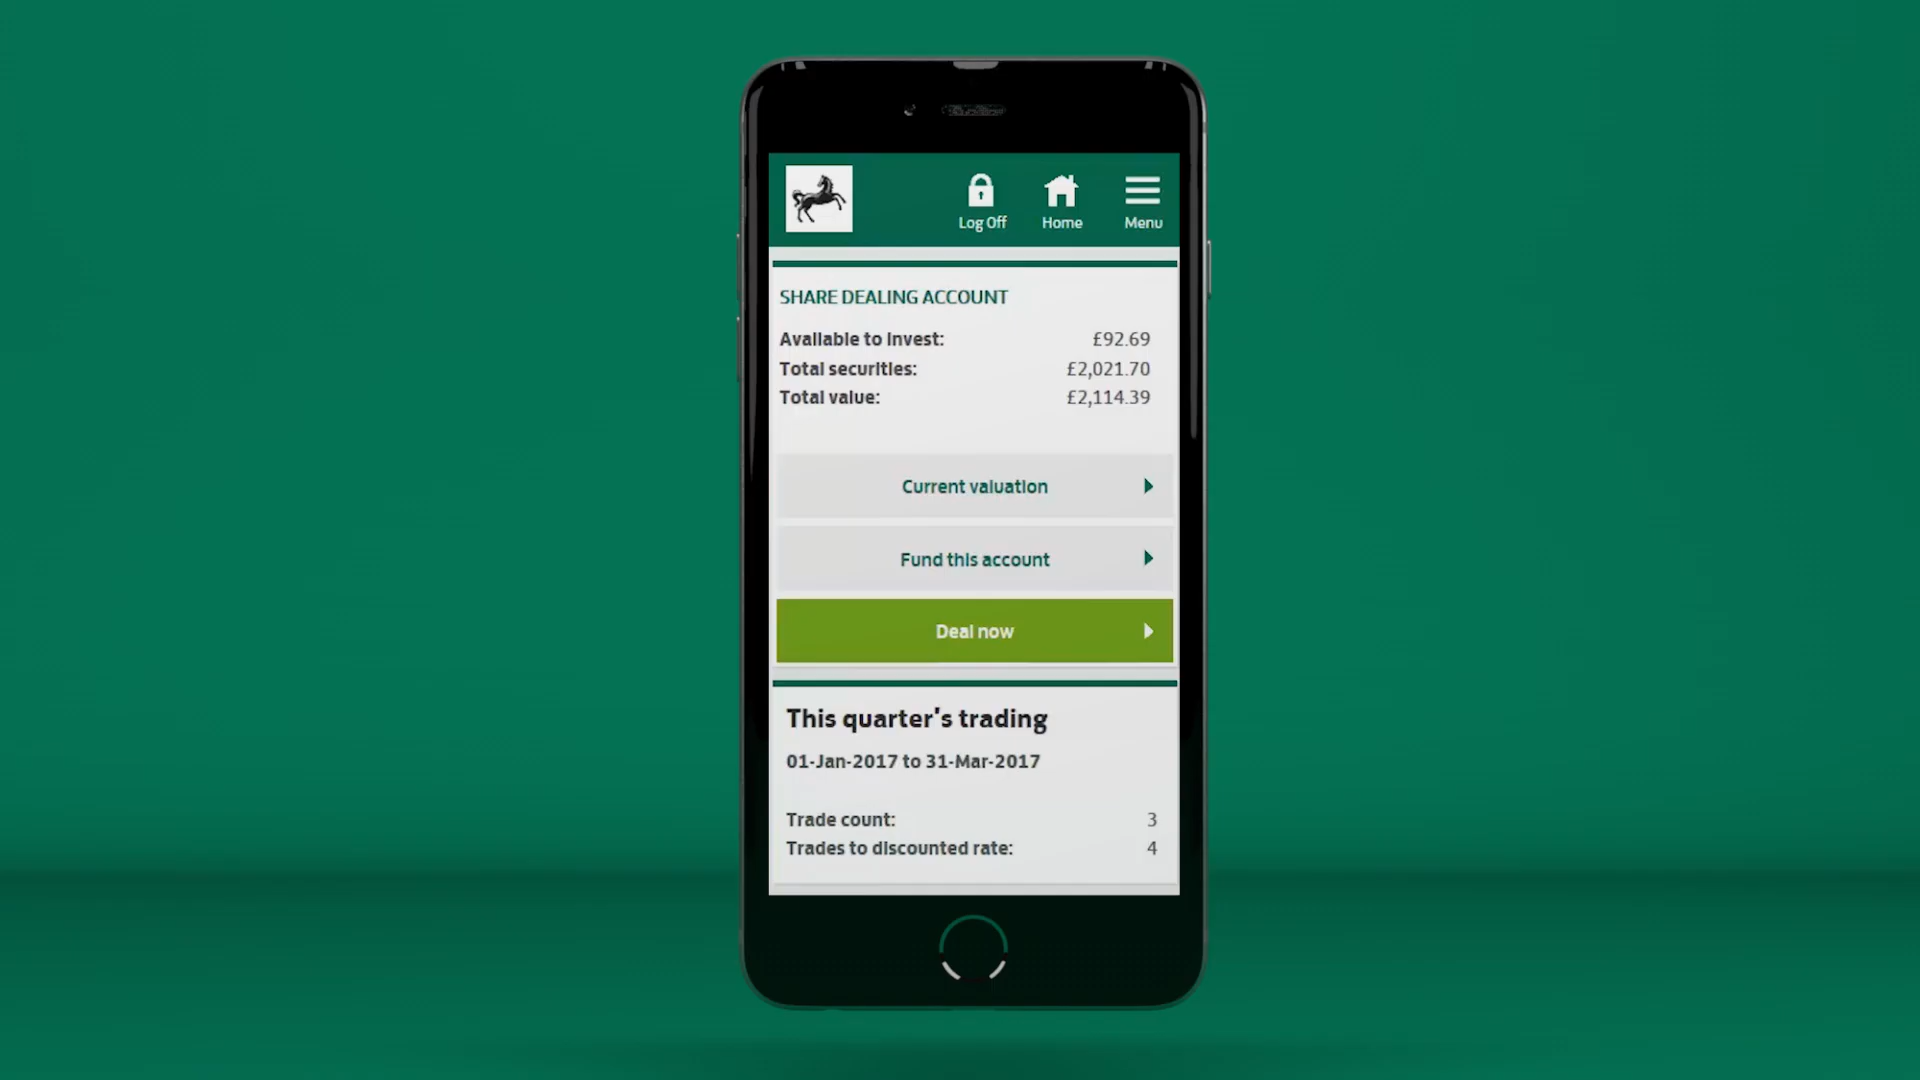 Log Off
Home
Menu
SHARE DEALING ACCOUNT
Available to invest: £92.69
Total securities: £2,021.70
Total value: £2,114.39
Current valuation
Fund this account
Deal now
This quarter's trading
01-Jan-2017 to 31-Mar-2017
Trade count: 3
Trades to discounted rate: 4